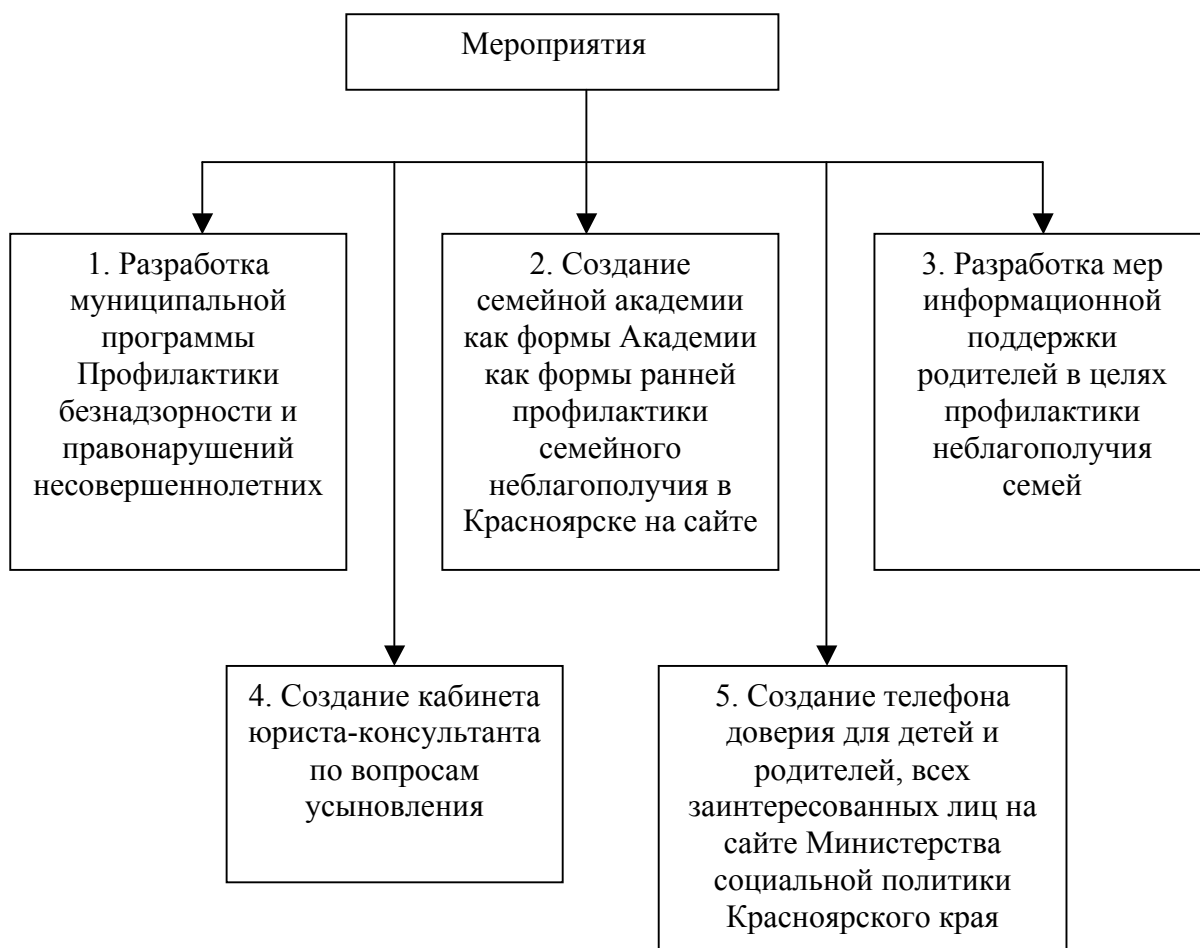 Мероприятия
1. Разработка
муниципальной
программы
Профилактики
безнадзорности и
правонарушений
несовершеннолетних
2. Создание
семейной академии
как формы Академии
как формы ранней
профилактики
семейного
неблагополучия в
Красноярске на сайте
3. Разработка мер
информационной
поддержки
родителей в целях
профилактики
неблагополучия
семей
4. Создание кабинета
юриста-консультанта
по вопросам
усыновления
5. Создание телефона
доверия для детей и
родителей, всех
заинтересованных лиц на
сайте Министерства
социальной политики
Красноярского края